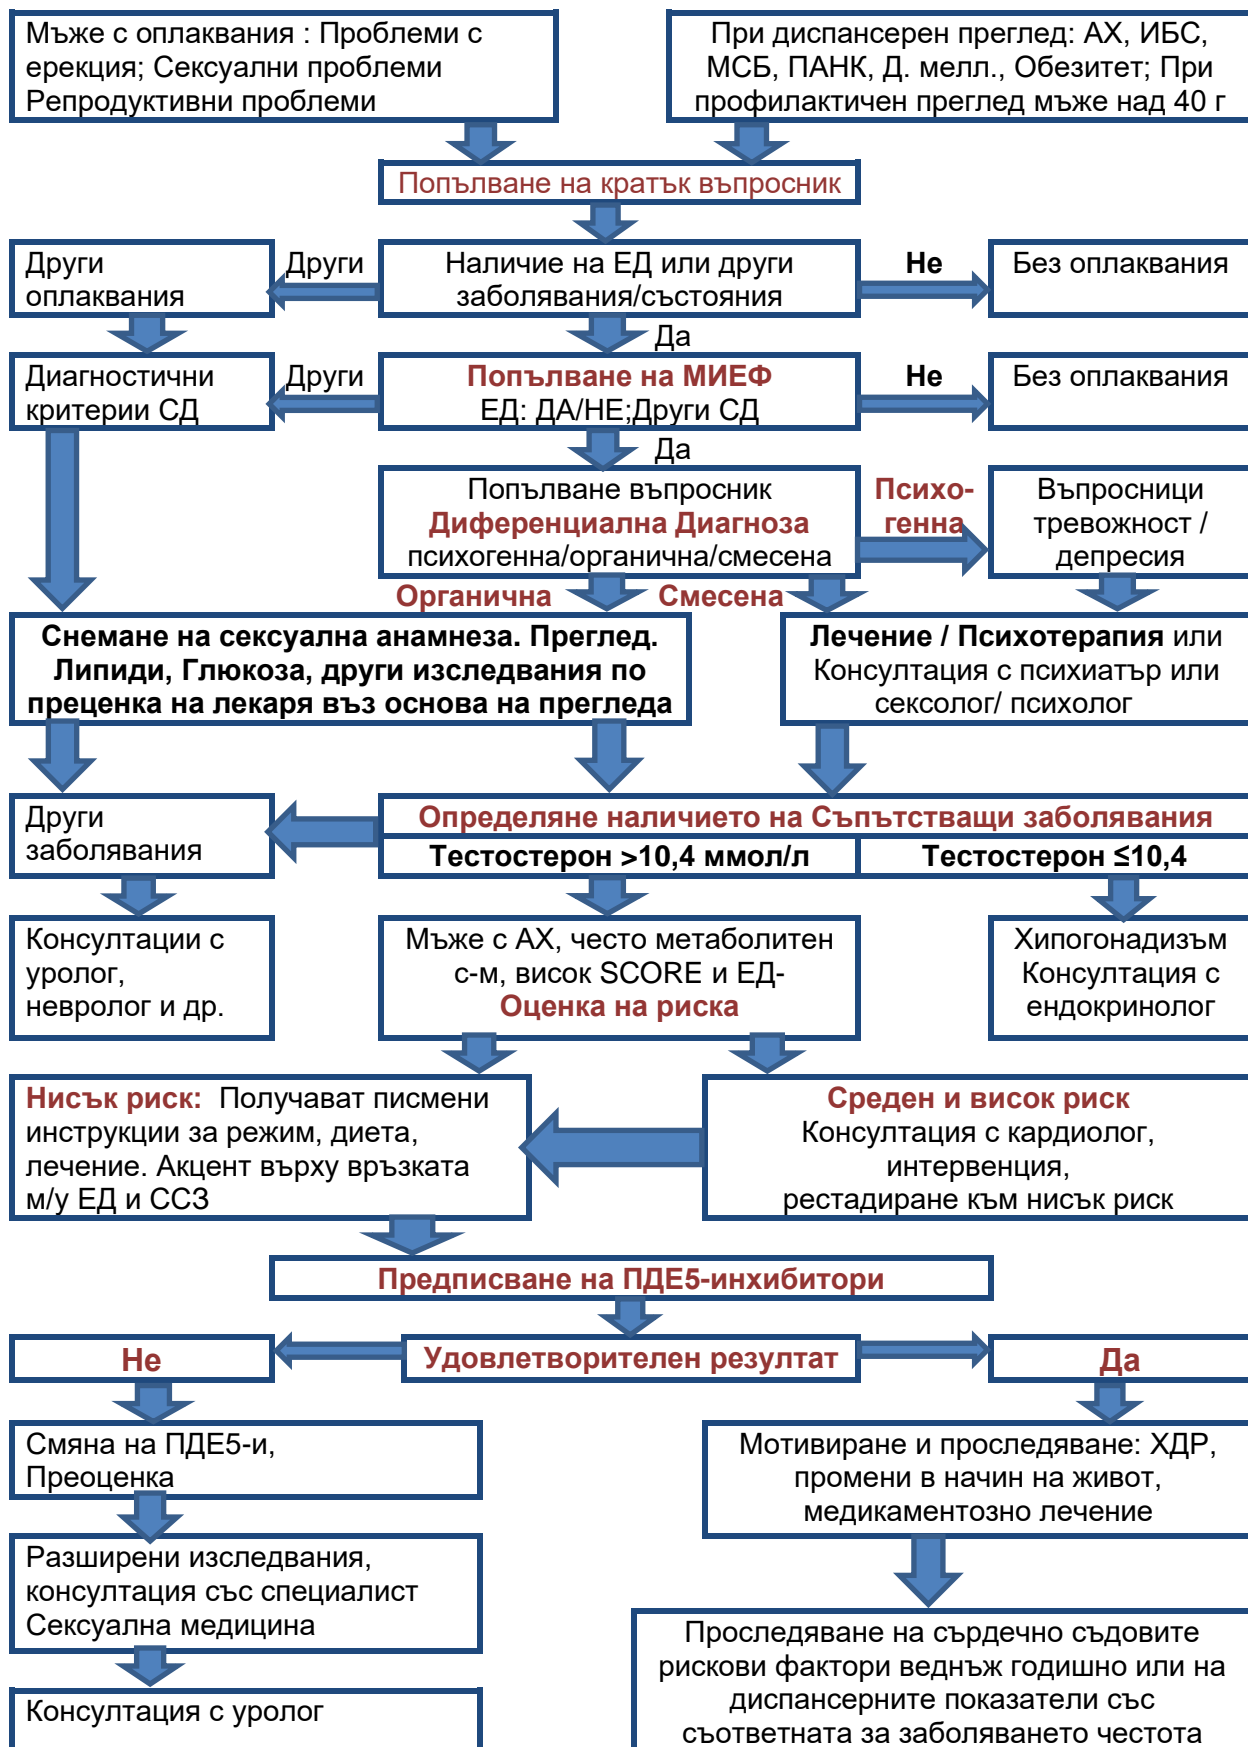 Мъже с оплаквания : Проблеми с
ерекция; Сексуални проблеми
Репродуктивни проблеми
При диспансерен преглед: АХ, ИБС,
МСБ, ПАНК, Д. мелл., Обезитет; При
профилактичен преглед мъже над 40 г
Попълване на кратък въпросник
Други
оплаквания
Други
Наличие на ЕД или други
заболявания/състояния
Не
Без оплаквания
Да
Диагностични
критерии СД
Други
Попълване на МИЕФ
ЕД: ДА/НЕ;Други СД
Не
Без оплаквания
Да
Попълване въпросник
Диференциална Диагноза
психогенна/органична/смесена
Психо-
генна
Въпросници
тревожност /
депресия
Органична
Смесена
Снемане на сексуална анамнеза. Преглед.
Липиди, Глюкоза, други изследвания по
преценка на лекаря въз основа на прегледа
Лечение / Психотерапия или
Консултация с психиатър или
сексолог/ психолог
Други
заболявания
Определяне наличието на Съпътстващи заболявания
Тестостерон >10,4 ммол/л
Тестостерон ≤10,4
Консултации с
уролог,
невролог и др.
Мъже с АХ, често метаболитен
с-м, висок SCORE и ЕД-
Оценка на риска
Хипогонадизъм
Консултация с
ендокринолог
Нисък риск: Получават писмени
инструкции за режим, диета,
лечение. Акцент върху връзката
м/у ЕД и ССЗ
Среден и висок риск
Консултация с кардиолог,
интервенция,
рестадиране към нисък риск
Предписване на ПДЕ5-инхибитори
Не
Удовлетворителен резултат
Да
Смяна на ПДЕ5-и,
Преоценка
Мотивиране и проследяване: ХДР,
промени в начин на живот,
медикаментозно лечение
Разширени изследвания,
консултация със специалист
Сексуална медицина
Консултация с уролог
Проследяване на сърдечно съдовите
рискови фактори веднъж годишно или на
диспансерните показатели със
съответната за заболяването честота